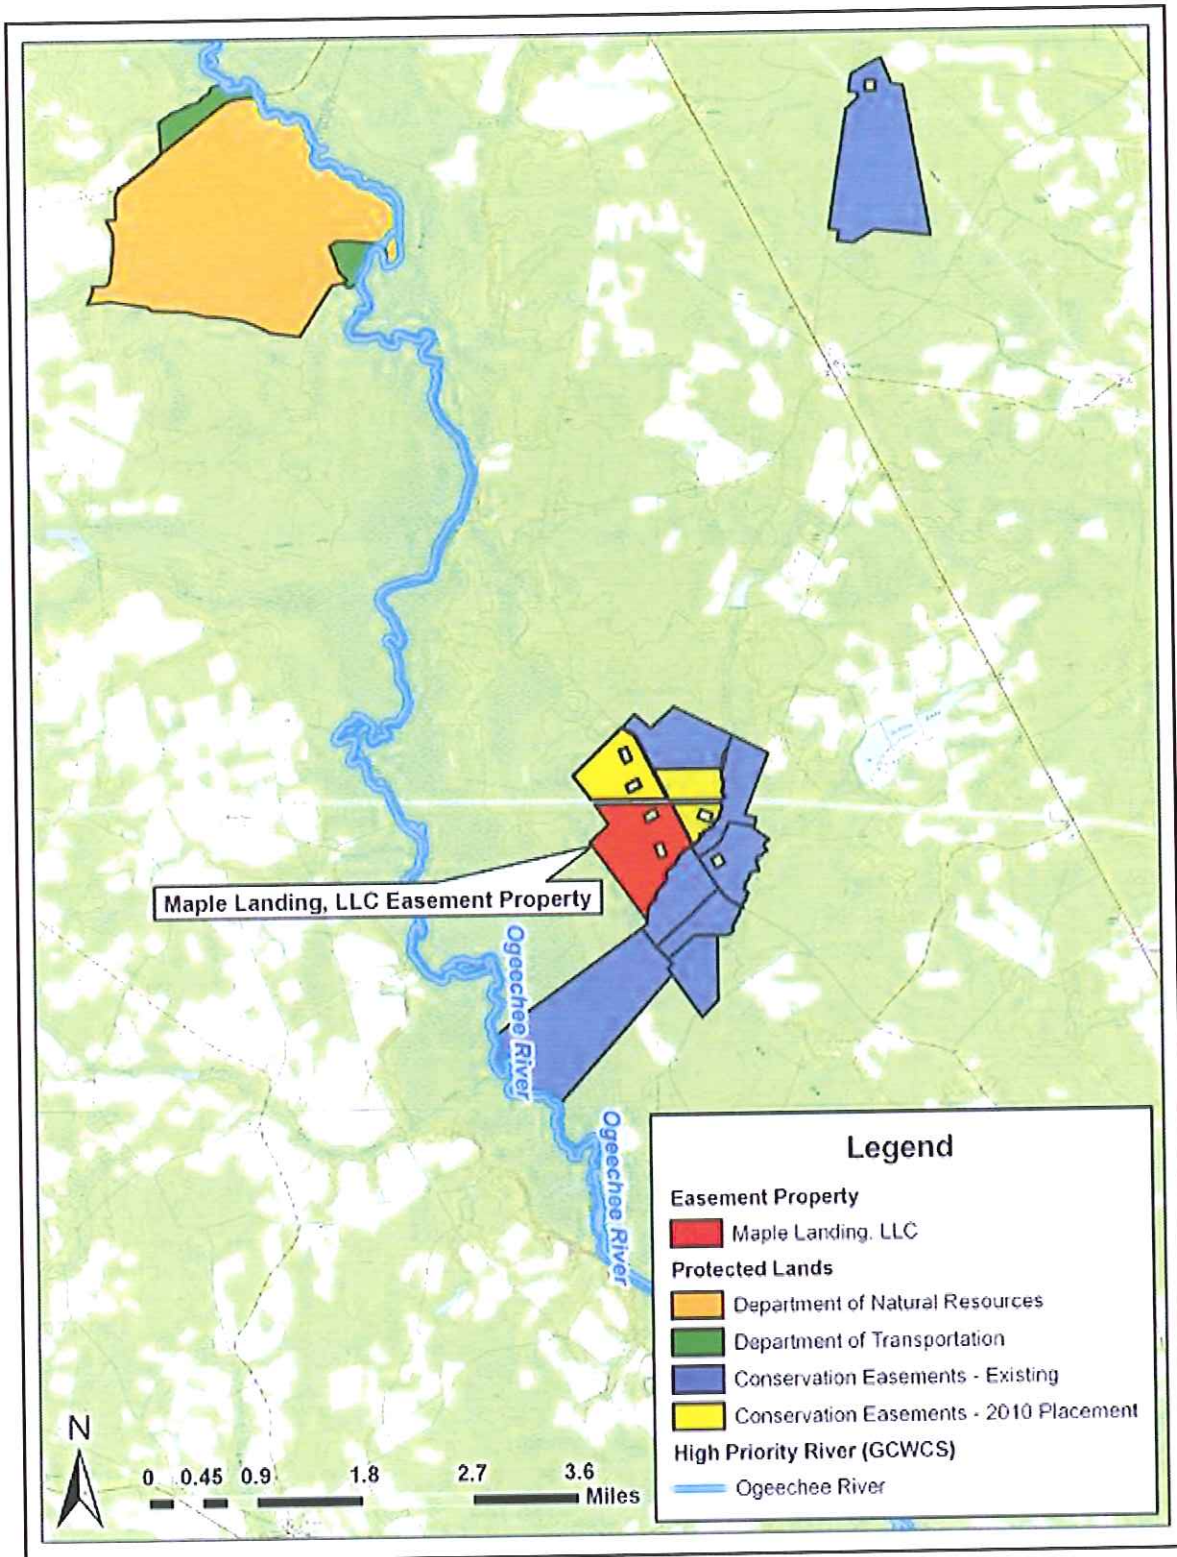 Maple Landing, LLC Easement Property
Ogeechee River
Ogeechee River
Legend
Easement Property
Maple Landing, LLC
Protected Lands
Department of Natural Resources
Department of Transportation
Conservation Easements - Existing
Conservation Easements - 2010 Placement
High Priority River (GCWCS)
Ogeechee River
N
0 0.45 0.9 1.8 2.7 3.6
Miles